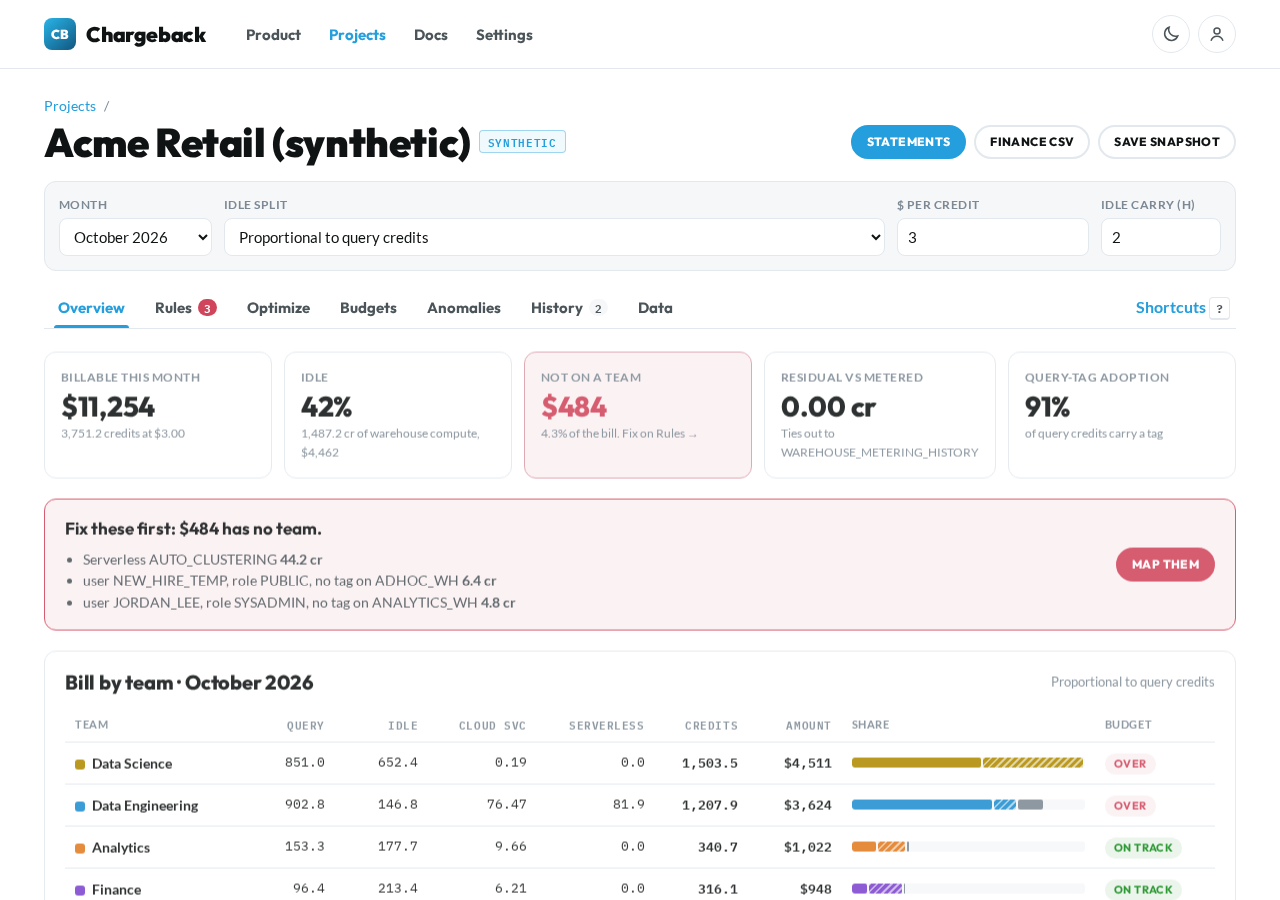 CB Chargeback Product Projects Docs Settings
Projects /
Acme Retail (synthetic) SYNTHETIC STATEMENTS FINANCE CSV SAVE SNAPSHOT
MONTH IDLE SPLIT $ PER CREDIT IDLE CARRY (H)
October 2026 Proportional to query credits 3 2
Overview Rules 3 Optimize Budgets Anomalies History 2 Data Shortcuts ?
BILLABLE THIS MONTH IDLE NOT ON A TEAM RESIDUAL VS METERED QUERY-TAG ADOPTION
$11,254 42% $484 0.00 cr 91%
3,751.2 credits at $3.00 1,487.2 cr of warehouse compute, 4.3% of the bill. Fix on Rules → Ties out to of query credits carry a tag
$4,462 WAREHOUSE_METERING_HISTORY
Fix these first: $484 has no team.
• Serverless AUTO_CLUSTERING 44.2 cr
MAP THEM
• user NEW_HIRE_TEMP, role PUBLIC, no tag on ADHOC_WH 6.4 cr
• user JORDAN_LEE, role SYSADMIN, no tag on ANALYTICS_WH 4.8 cr
Bill by team · October 2026 Proportional to query credits
TEAM QUERY IDLE CLOUD SVC SERVERLESS CREDITS AMOUNT SHARE BUDGET
Data Science 851.0 652.4 0.19 0.0 1,503.5 $4,511 OVER
Data Engineering 902.8 146.8 76.47 81.9 1,207.9 $3,624 OVER
Analytics 153.3 177.7 9.66 0.0 340.7 $1,022 ON TRACK
Finance 96.4 213.4 6.21 0.0 316.1 $948 ON TRACK